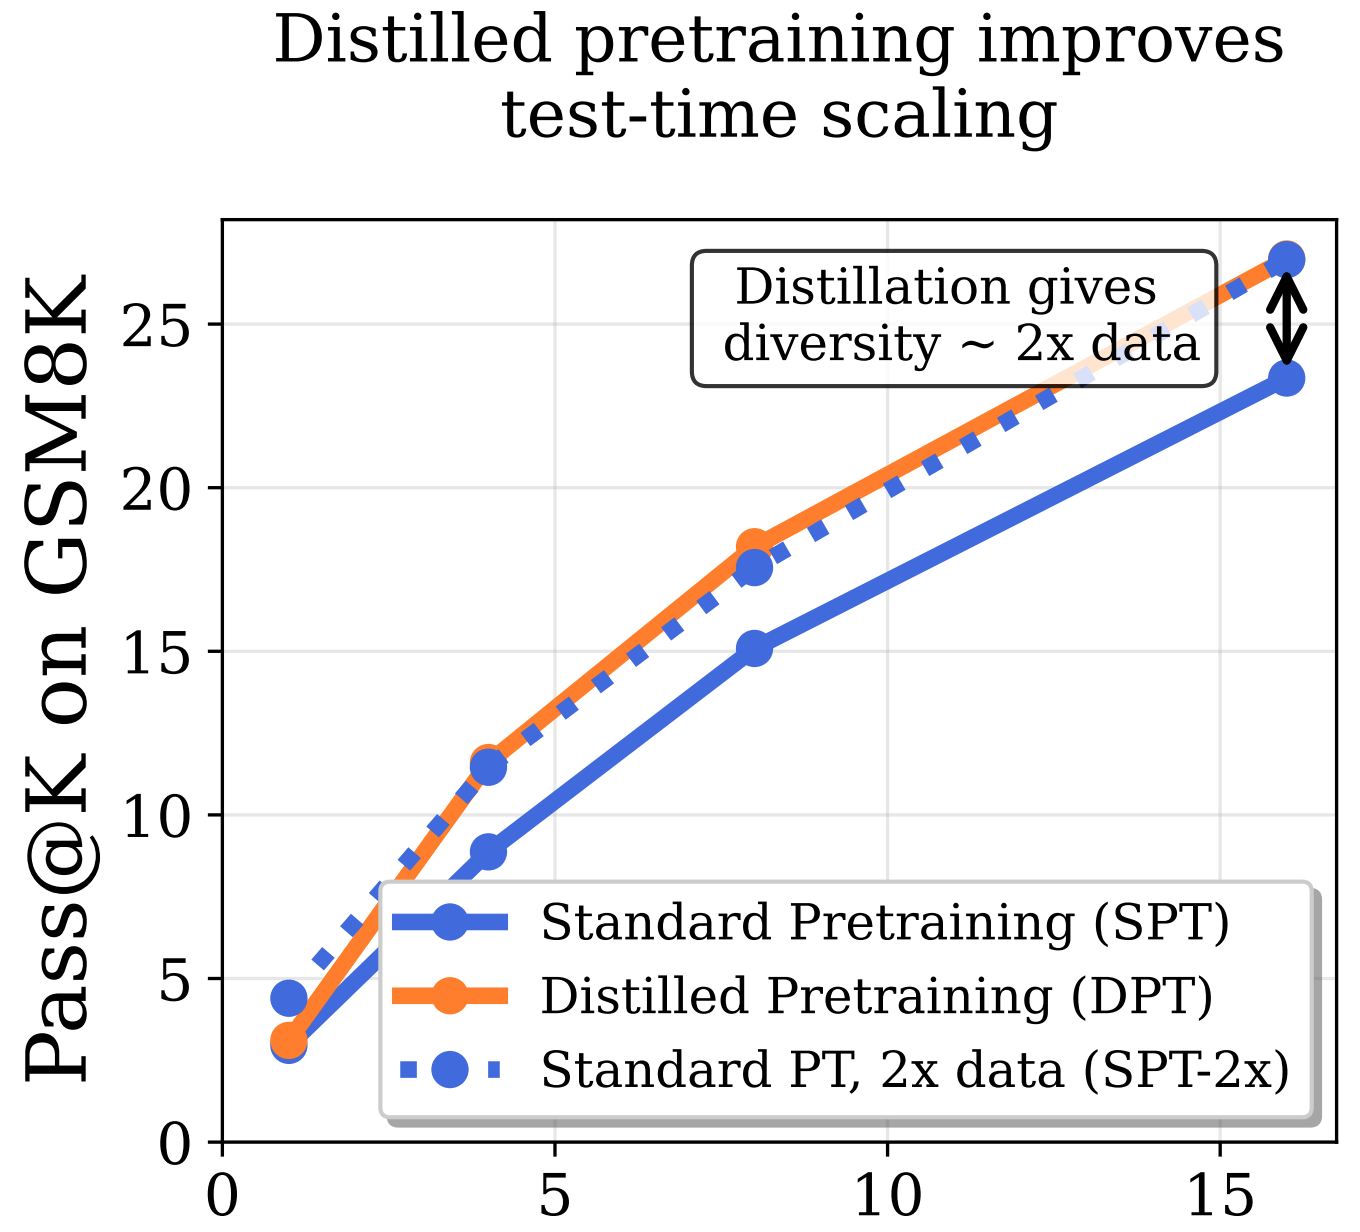 Distilled pretraining improves
test-time scaling
Pass@K on GSM8K
25
20
15
10
5
0
Distillation gives
diversity ~ 2x data
Standard Pretraining (SPT)
Distilled Pretraining (DPT)
Standard PT, 2x data (SPT-2x)
0 5 10 15